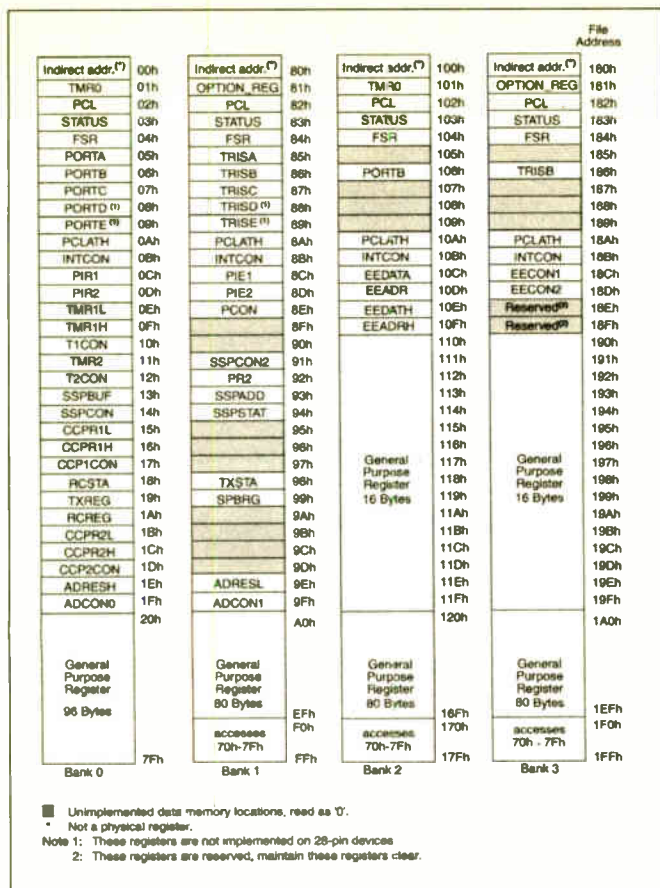 File
Address
Indirect addr.(*) 00h Indirect addr.(*) 80h Indirect addr.(*) 100h Indirect addr.(*) 180h
TMR0 01h OPTION_REG 81h TMR0 101h OPTION_REG 181h
PCL 02h PCL 82h PCL 102h PCL 182h
STATUS 03h STATUS 83h STATUS 103h STATUS 183h
FSR 04h FSR 84h FSR 104h FSR 184h
PORTA 05h TRISA 85h 105h 185h
PORTB 06h TRISB 86h PORTB 106h TRISB 186h
PORTC 07h TRISC 87h 107h 187h
PORTD (1) 08h TRISD (1) 88h 108h 188h
PORTE (1) 09h TRISE (1) 89h 109h 189h
PCLATH 0Ah PCLATH 8Ah PCLATH 10Ah PCLATH 18Ah
INTCON 0Bh INTCON 8Bh INTCON 10Bh INTCON 18Bh
PIR1 0Ch PIE1 8Ch EEDATA 10Ch EECON1 18Ch
PIR2 0Dh PIE2 8Dh EEADR 10Dh EECON2 18Dh
TMR1L 0Eh PCON 8Eh EEDATH 10Eh Reserved(2) 18Eh
TMR1H 0Fh 8Fh EEADRH 10Fh Reserved(2) 18Fh
T1CON 10h 90h 110h 190h
TMR2 11h SSPCON2 91h 111h 191h
T2CON 12h PR2 92h 112h 192h
SSPBUF 13h SSPADD 93h 113h 193h
SSPCON 14h SSPSTAT 94h 114h 194h
CCPR1L 15h 95h 115h 195h
CCPR1H 16h 96h 116h 196h
CCP1CON 17h 97h General 117h General 197h
RCSTA 18h TXSTA 98h Purpose 118h Purpose 198h
TXREG 19h SPBRG 99h Register 119h Register 199h
RCREG 1Ah 9Ah 16 Bytes 11Ah 16 Bytes 19Ah
CCPR2L 1Bh 9Bh 11Bh 19Bh
CCPR2H 1Ch 9Ch 11Ch 19Ch
CCP2CON 1Dh 9Dh 11Dh 19Dh
ADRESH 1Eh ADRESL 9Eh 11Eh 19Eh
ADCON0 1Fh ADCON1 9Fh 11Fh 19Fh
20h A0h 120h 1A0h
General General General General
Purpose Purpose Purpose Purpose
Register Register Register Register
96 Bytes 80 Bytes 80 Bytes 80 Bytes
EFh 16Fh 1EFh
F0h 170h 1F0h
accesses accesses accesses
70h-7Fh 70h-7Fh 70h - 7Fh
7Fh FFh 17Fh 1FFh
Bank 0 Bank 1 Bank 2 Bank 3
Unimplemented data memory locations, read as '0'.
* Not a physical register.
Note 1: These registers are not implemented on 28-pin devices
2: These registers are reserved, maintain these registers clear.